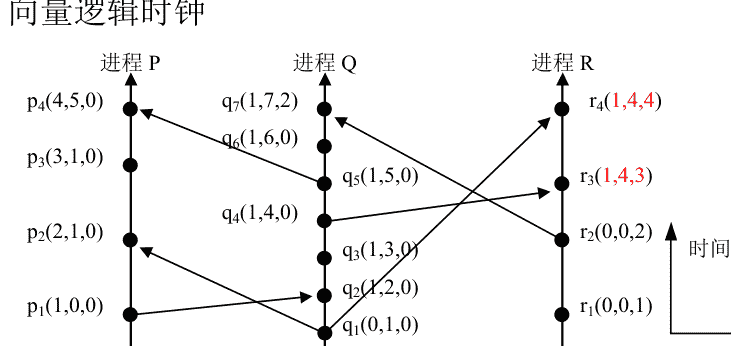 向量逻辑时钟
进程 P 进程 Q 进程 R
p4(4,5,0) q7(1,7,2) r4(1,4,4)
q6(1,6,0)
p3(3,1,0) q5(1,5,0) r3(1,4,3)
q4(1,4,0)
p2(2,1,0) q3(1,3,0) r2(0,0,2) 时间
q2(1,2,0)
p1(1,0,0) q1(0,1,0) r1(0,0,1)